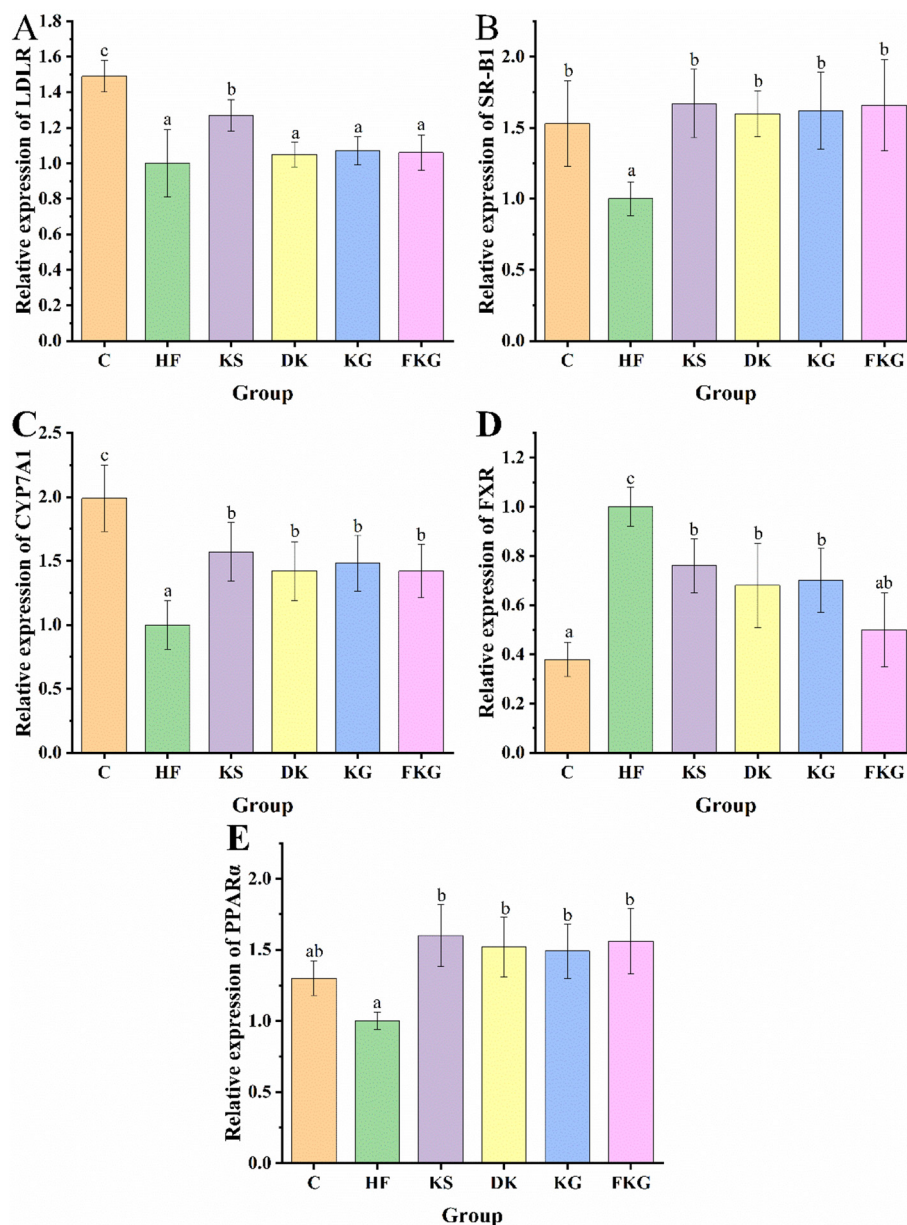 A
Relative expression of LDLR
1.8
1.6
1.4
1.2
1.0
0.8
0.6
0.4
0.2
0.0
c
a
b
a
a
a
C HF KS DK KG FKG
Group
B
Relative expression of SR-B1
2.0
1.5
1.0
0.5
0.0
b
a
b
b
b
b
C HF KS DK KG FKG
Group
C
Relative expression of CYP7A1
2.5
2.0
1.5
1.0
0.5
0.0
c
a
b
b
b
b
C HF KS DK KG FKG
Group
D
Relative expression of FXR
1.2
1.0
0.8
0.6
0.4
0.2
0.0
a
c
b
b
b
ab
C HF KS DK KG FKG
Group
E
Relative expression of PPARα
2.0
1.5
1.0
0.5
0.0
ab
a
b
b
b
b
C HF KS DK KG FKG
Group